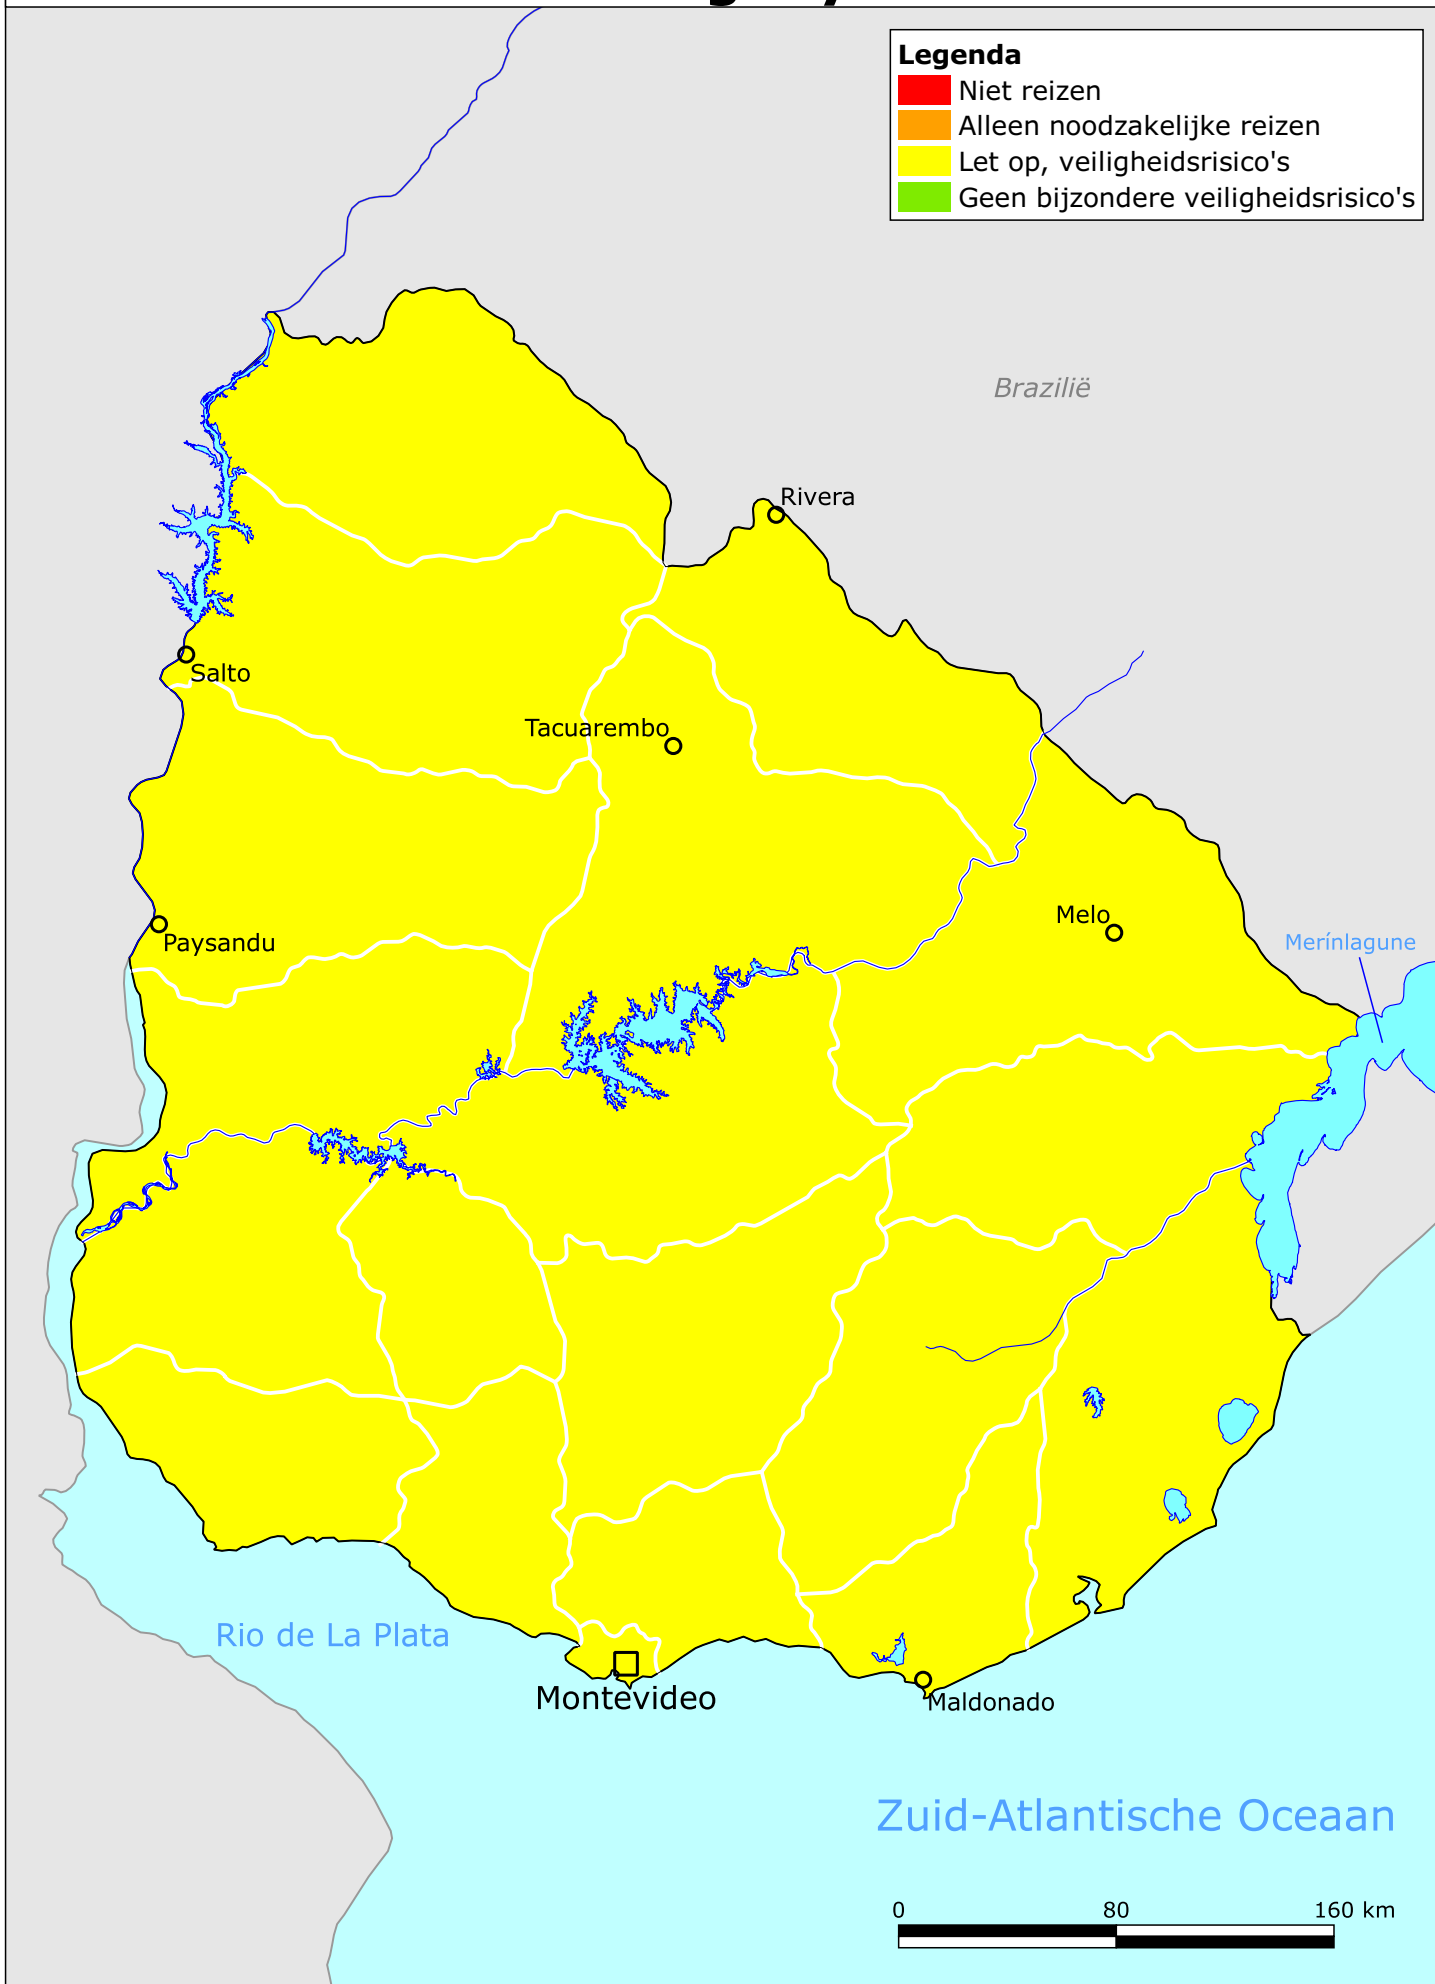 Legenda
Niet reizen
Alleen noodzakelijke reizen
Let op, veiligheidsrisico's
Geen bijzondere veiligheidsrisico's
Brazilië
Rivera
Salto
Tacuarembo
Melo
Paysandu
Merínlagune
Rio de La Plata
Montevideo
Maldonado
Zuid-Atlantische Oceaan
0 80 160 km